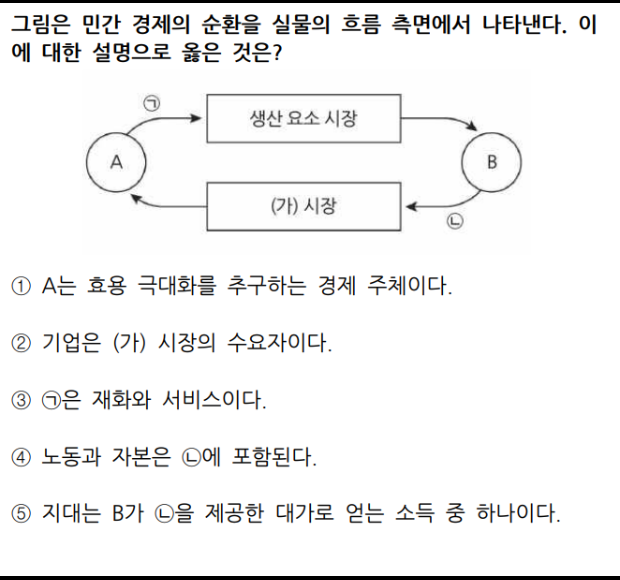 그림은 민간 경제의 순환을 실물의 흐름 측면에서 나타낸다. 이
에 대한 설명으로 옳은 것은?
㉠
생산 요소 시장
A
B
(가) 시장
㉡
① A는 효용 극대화를 추구하는 경제 주체이다.
② 기업은 (가) 시장의 수요자이다.
③ ㉠은 재화와 서비스이다.
④ 노동과 자본은 ㉡에 포함된다.
⑤ 지대는 B가 ㉡을 제공한 대가로 얻는 소득 중 하나이다.